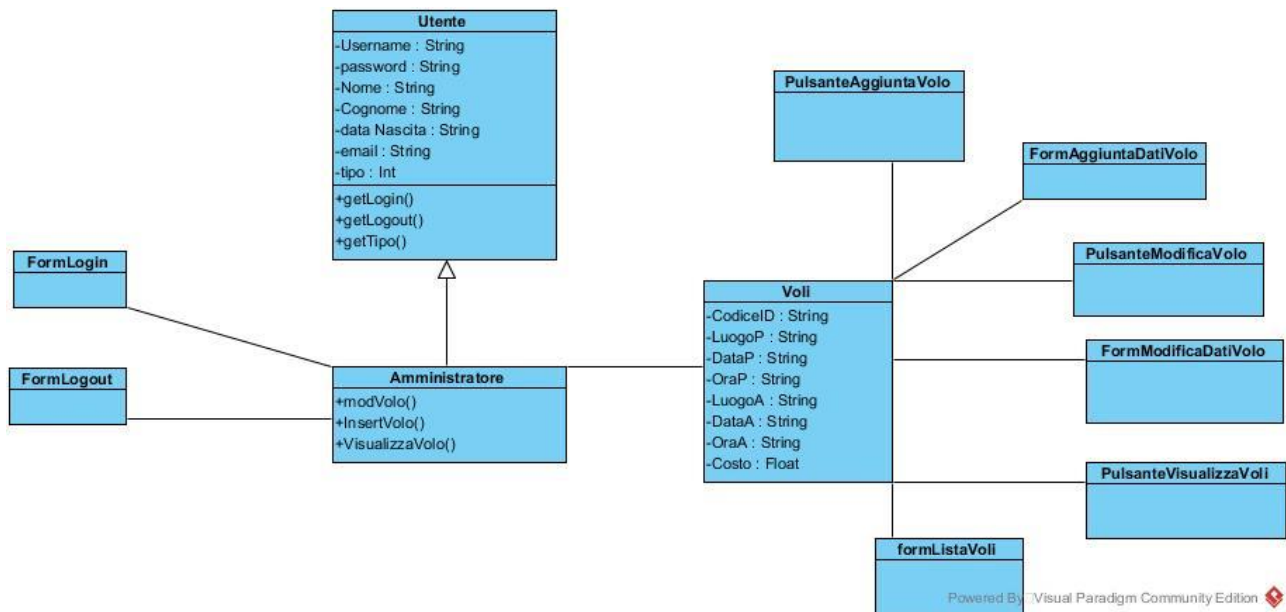 Utente
-Username : String
-password : String
-Nome : String
-Cognome : String
-data Nascita : String
-email : String
-tipo : Int
+getLogin()
+getLogout()
+getTipo()
PulsanteAggiuntaVolo
FormAggiuntaDatiVolo
FormLogin
PulsanteModificaVolo
Voli
-CodiceID : String
-LuogoP : String
-DataP : String
-OraP : String
-LuogoA : String
-DataA : String
-OraA : String
-Costo : Float
FormModificaDatiVolo
FormLogout
Amministratore
+modVolo()
+InsertVolo()
+VisualizzaVolo()
PulsanteVisualizzaVoli
formListaVoli
Powered By Visual Paradigm Community Edition